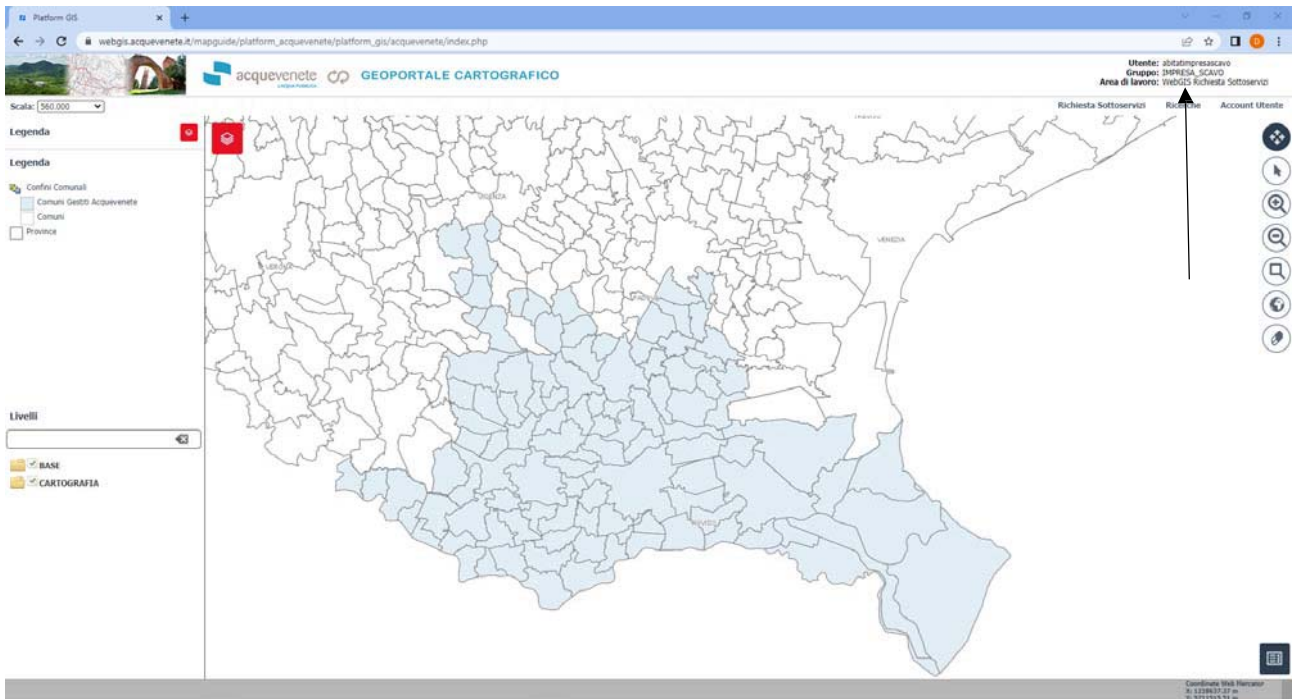 Platform GIS
webgis.acquevenete.it/mapguide/platform_acquevenete/platform_gis/acquevenete/index.php
acquevenete
GEOPORTALE CARTOGRAFICO
Utente: abitatimpresascavo
Gruppo: IMPRESA_SCAVO
Area di lavoro: WebGIS Richiesta Sottoservizi
Scala: 560.000
Richiesta Sottoservizi Account Utente
Legenda
Legenda
Confini Comunali
Comuni Gestiti Acquevenete
Comuni
Province
VICENZA
VENEZIA
VERONA
Livelli
BASE
CARTOGRAFIA
Coordinate Web Mercator